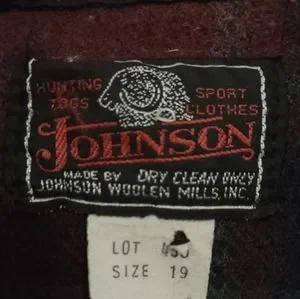 HUNTING SPORT
TOGS CLOTHES
JOHNSON
MADE BY DRY CLEAN ONLY
JOHNSON WOOLEN MILLS, INC.
LOT
SIZE 19